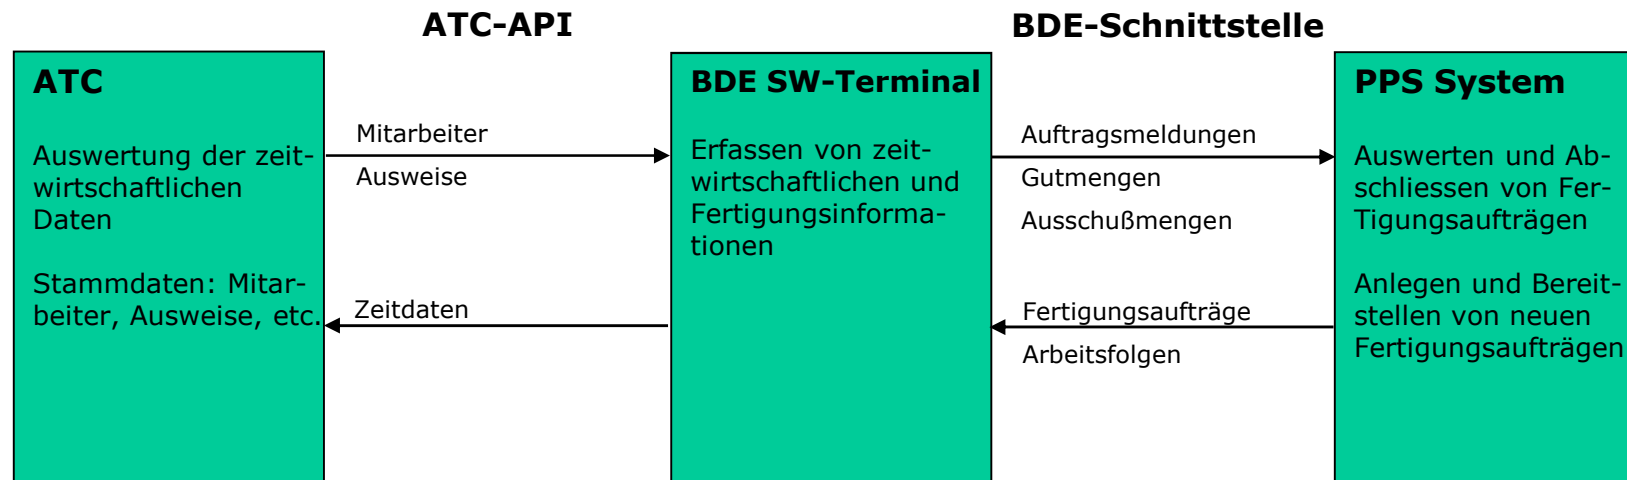 ATC-API
BDE-Schnittstelle
ATC
Auswertung der zeit-
wirtschaftlichen
Daten
Stammdaten: Mitar-
beiter, Ausweise, etc.
Mitarbeiter
Ausweise
Zeitdaten
BDE SW-Terminal
Erfassen von zeit-
wirtschaftlichen und
Fertigungsinforma-
tionen
Auftragsmeldungen
Gutmengen
Ausschußmengen
Fertigungsaufträge
Arbeitsfolgen
PPS System
Auswerten und Ab-
schliessen von Fer-
Tigungsaufträgen
Anlegen und Bereit-
stellen von neuen
Fertigungsaufträgen